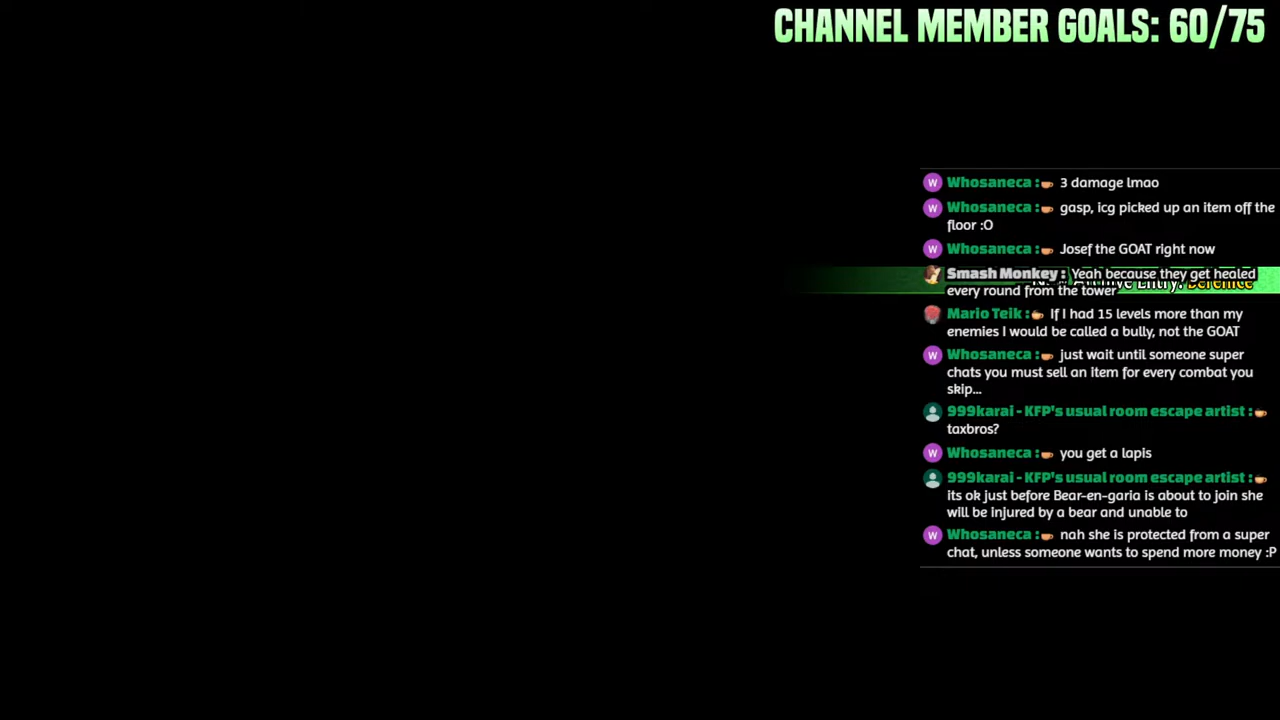 CHANNEL MEMBER GOALS: 60/75
W Whosaneca : 3 damage lmao
W Whosaneca : gasp, icg picked up an item off the
floor :O
W Whosaneca : Josef the GOAT right now
Smash Monkey : Yeah because they get healed
every round from the tower
Archive Entry: Berenice
Mario Teik : If I had 15 levels more than my
enemies I would be called a bully, not the GOAT
W Whosaneca : just wait until someone super
chats you must sell an item for every combat you
skip...
999karai - KFP's usual room escape artist :
taxbros?
W Whosaneca : you get a lapis
999karai - KFP's usual room escape artist :
its ok just before Bear-en-garia is about to join she
will be injured by a bear and unable to
W Whosaneca : nah she is protected from a super
chat, unless someone wants to spend more money :P